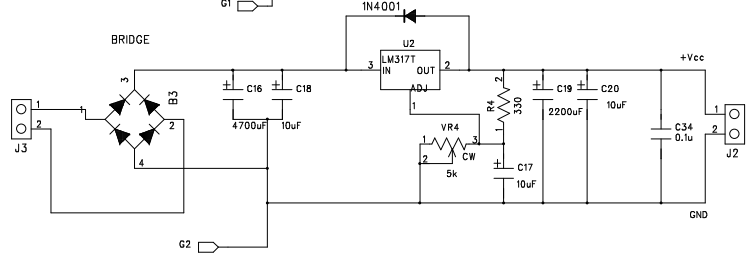 G1
1N4001
BRIDGE
U2
LM317T
3 IN OUT 2
ADJ
1
+Vcc
3
B3
C16
4700uF
C18
10uF
J3
1
2
1
2
4
2
R4
330
1
C19
2200uF
C20
10uF
VR4
1
3
2
CW
5k
C17
10uF
C34
0.1u
1
2
J2
GND
G2